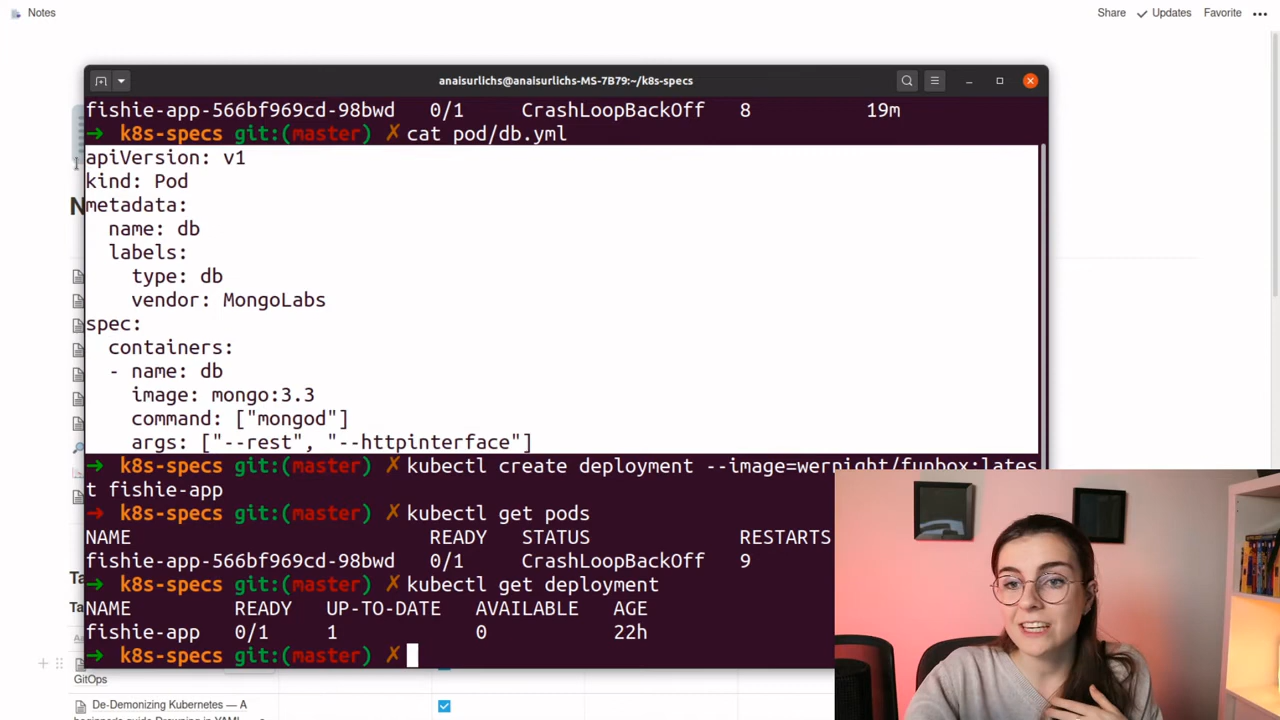 Notes
Share
Updates
Favorite
anaisurlichs@anaisurlichs-MS-7B79:~/k8s-specs
fishie-app-566bf969cd-98bwd 0/1 CrashLoopBackOff 8 19m
→ k8s-specs git:(master) ✗ cat pod/db.yml
apiVersion: v1
kind: Pod
metadata:
name: db
labels:
type: db
vendor: MongoLabs
spec:
containers:
- name: db
image: mongo:3.3
command: ["mongod"]
args: ["--rest", "--httpinterface"]
→ k8s-specs git:(master) ✗ kubectl create deployment --image=wernight/funbox:lates
t fishie-app
→ k8s-specs git:(master) ✗ kubectl get pods
NAME READY STATUS RESTARTS
fishie-app-566bf969cd-98bwd 0/1 CrashLoopBackOff 9
→ k8s-specs git:(master) ✗ kubectl get deployment
NAME READY UP-TO-DATE AVAILABLE AGE
fishie-app 0/1 1 0 22h
→ k8s-specs git:(master) ✗
GitOps
De-Demonizing Kubernetes — A